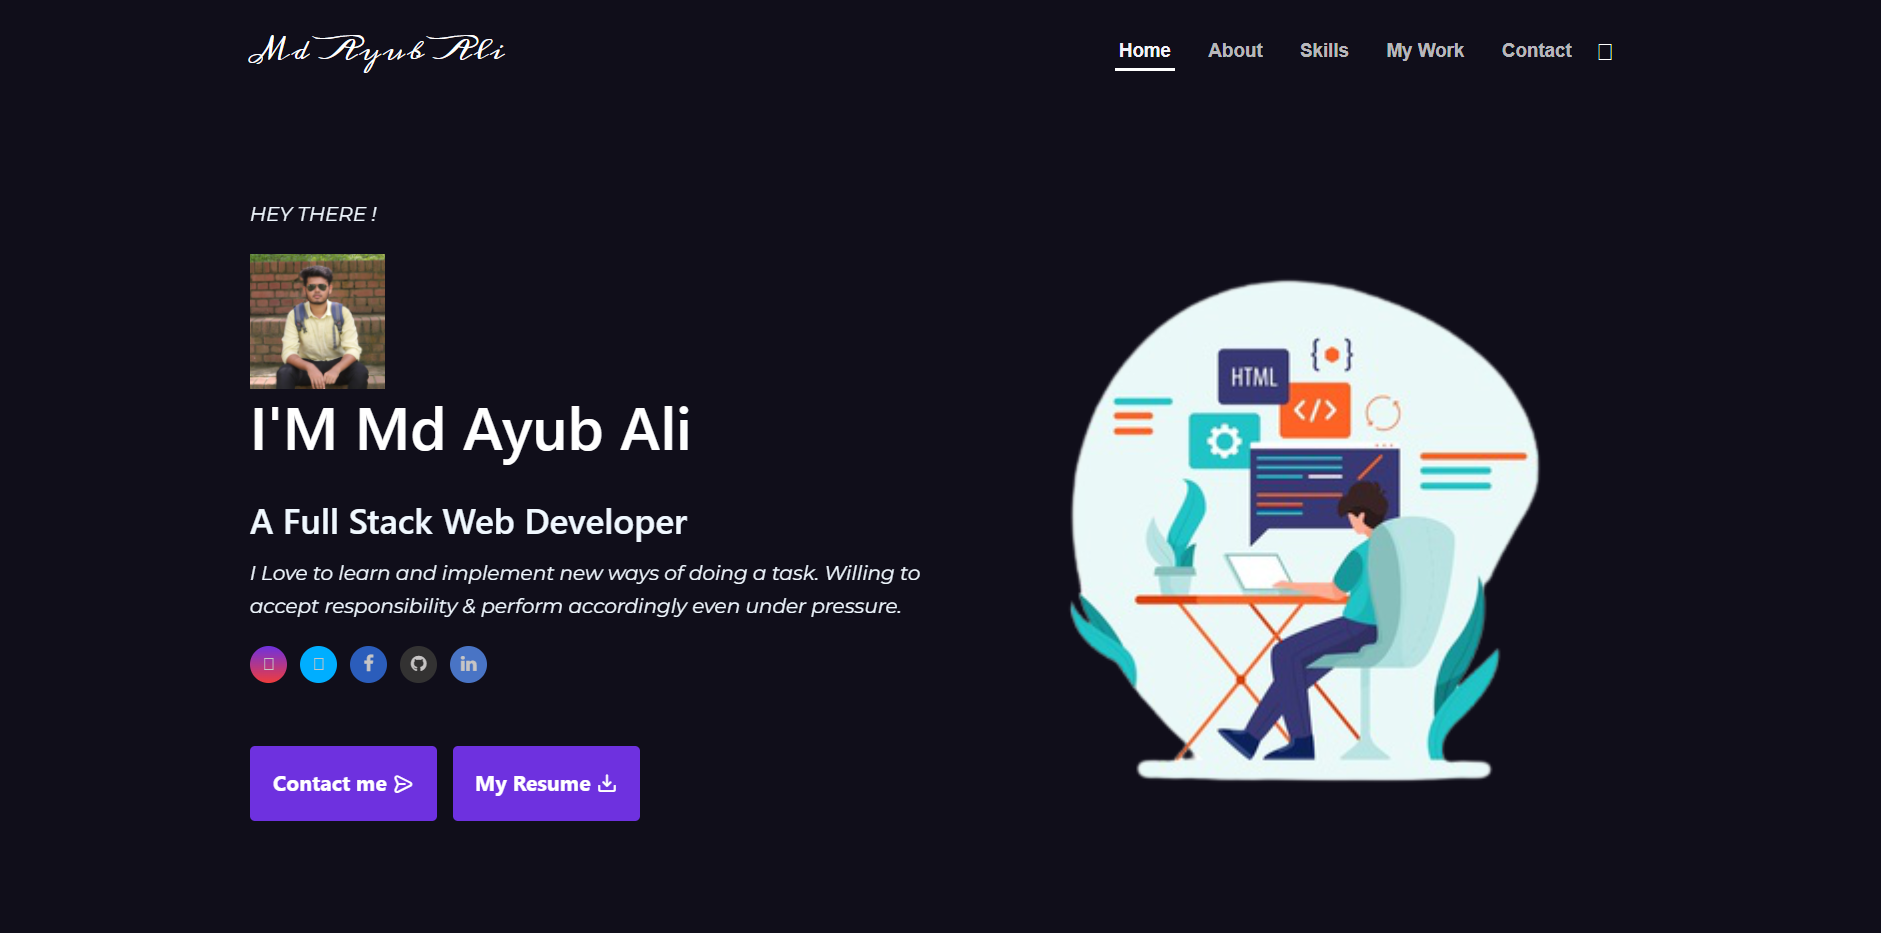 Md Ayub Ali
Home About Skills My Work Contact
HEY THERE !
I'M Md Ayub Ali
A Full Stack Web Developer
I Love to learn and implement new ways of doing a task. Willing to
accept responsibility & perform accordingly even under pressure.
Contact me
My Resume
HTML